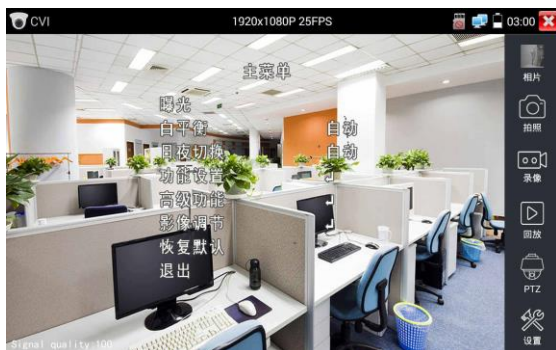 CVI 1920x1080P 25FPS 03:00
主菜单
曝光
白平衡 自动
日夜切换 自动
功能设置
高级功能
影像调节
恢复默认
退出
Signal quality:100
相片
拍照
录像
回放
PTZ
设置